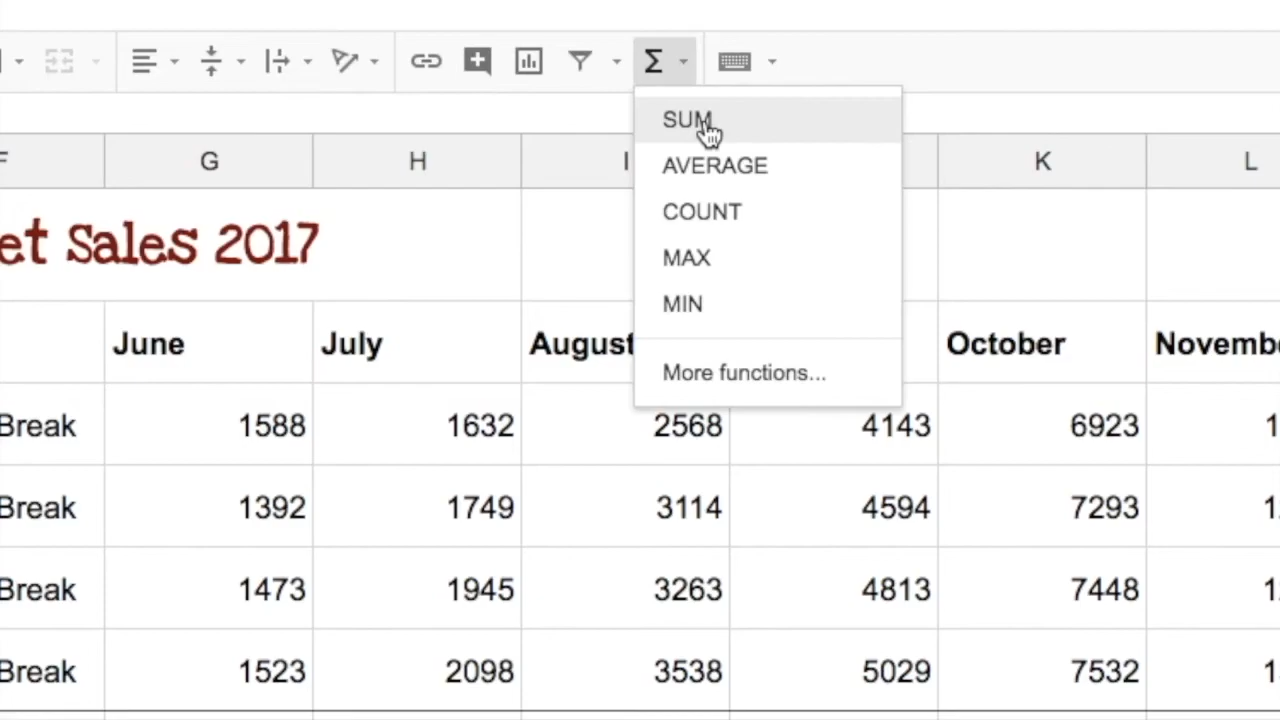 Σ
SUM
AVERAGE
COUNT
MAX
MIN
More functions...
F G H I K L
et Sales 2017
June July August October Novemb
Break 1588 1632 2568 4143 6923 1
Break 1392 1749 3114 4594 7293 1
Break 1473 1945 3263 4813 7448 1
Break 1523 2098 3538 5029 7532 1